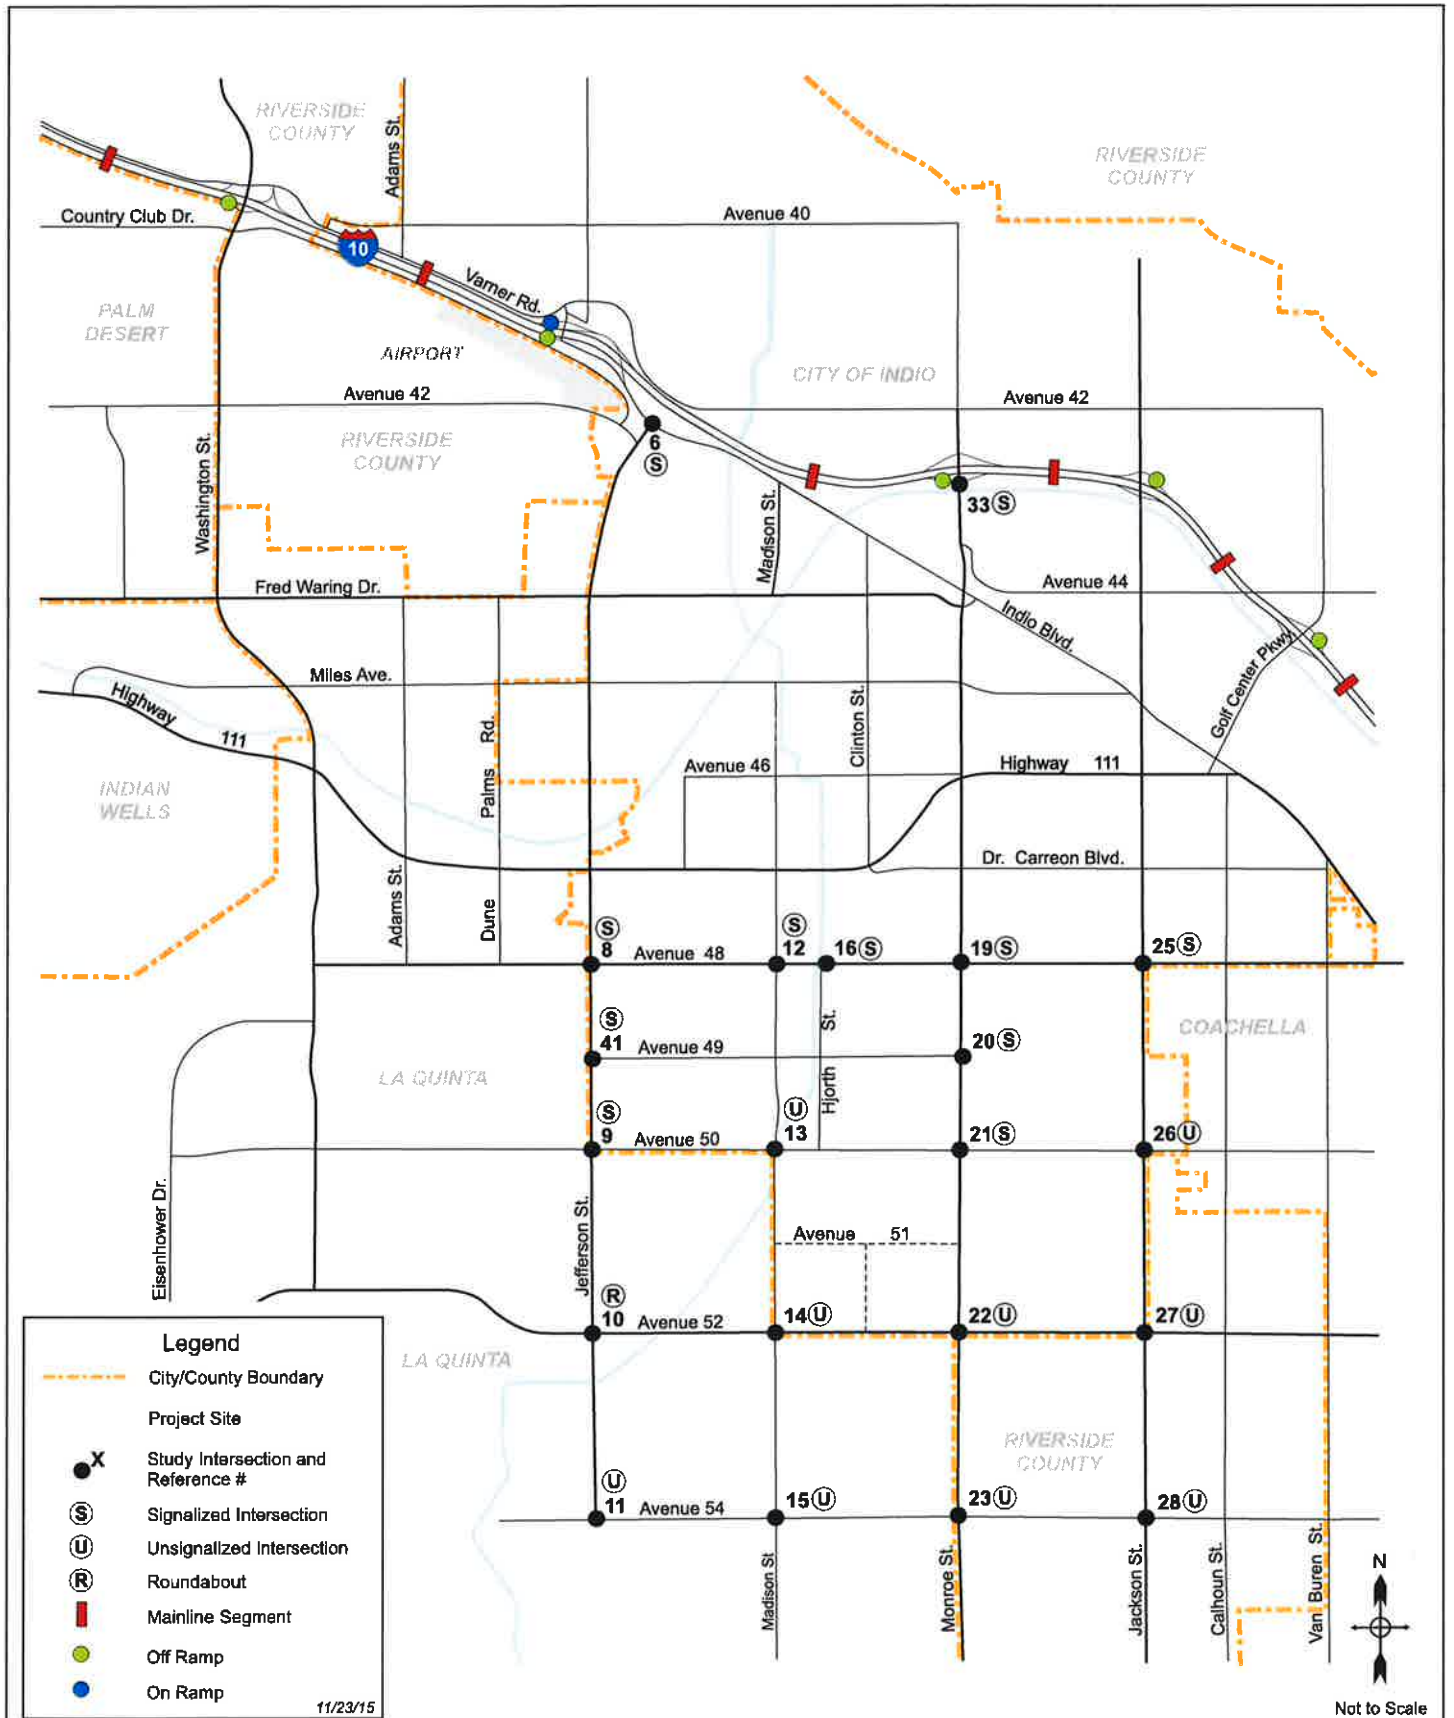 RIVERSIDE
COUNTY
Adams St.
RIVERSIDE
COUNTY
Country Club Dr.
Avenue 40
10
Varner Rd.
PALM
DESERT
AIRPORT
CITY OF INDIO
Avenue 42
Avenue 42
RIVERSIDE
COUNTY
6
S
Washington St.
Madison St.
33 S
Fred Waring Dr.
Avenue 44
Indio Blvd.
Miles Ave.
Highway
111
Golf Center Pkwy.
Clinton St.
Dune Palms Rd.
Avenue 46
Highway 111
INDIAN
WELLS
Dr. Carreon Blvd.
Adams St.
S
8
Avenue 48
S
12
16 S
19 S
25 S
S
41
Avenue 49
Hjorth St.
20 S
COACHELLA
LA QUINTA
S
9
Avenue 50
U
13
21 S
26 U
Eisenhower Dr.
Jefferson St.
Avenue 51
R
10
Avenue 52
14 U
22 U
27 U
LA QUINTA
RIVERSIDE
COUNTY
U
11
Avenue 54
15 U
23 U
28 U
Madison St.
Monroe St.
Jackson St.
Calhoun St.
Van Buren St.
Legend
City/County Boundary
Project Site
X
Study Intersection and
Reference #
S Signalized Intersection
U Unsignalized Intersection
R Roundabout
Mainline Segment
Off Ramp
On Ramp
11/23/15
N
Not to Scale